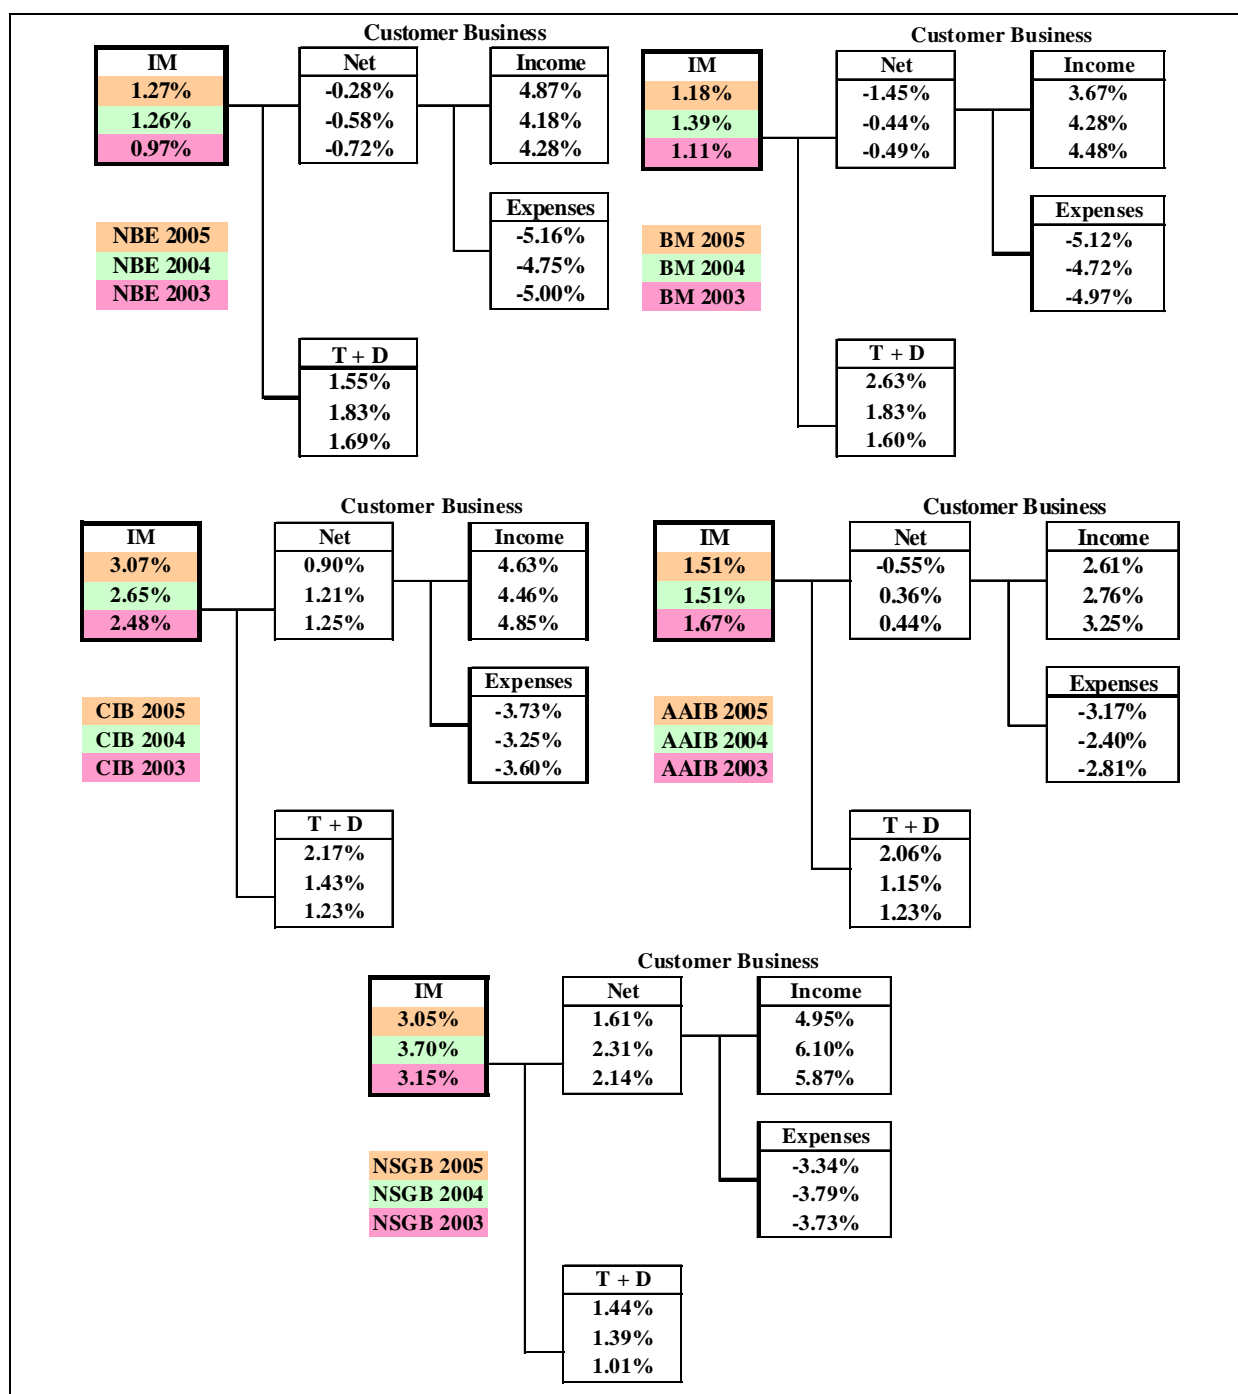 Customer Business
IM
1.27%
1.26%
0.97%
Net
-0.28%
-0.58%
-0.72%
Income
4.87%
4.18%
4.28%
Expenses
-5.16%
-4.75%
-5.00%
NBE 2005
NBE 2004
NBE 2003
T + D
1.55%
1.83%
1.69%
Customer Business
IM
1.18%
1.39%
1.11%
Net
-1.45%
-0.44%
-0.49%
Income
3.67%
4.28%
4.48%
Expenses
-5.12%
-4.72%
-4.97%
BM 2005
BM 2004
BM 2003
T + D
2.63%
1.83%
1.60%
Customer Business
IM
3.07%
2.65%
2.48%
Net
0.90%
1.21%
1.25%
Income
4.63%
4.46%
4.85%
Expenses
-3.73%
-3.25%
-3.60%
CIB 2005
CIB 2004
CIB 2003
T + D
2.17%
1.43%
1.23%
Customer Business
IM
1.51%
1.51%
1.67%
Net
-0.55%
0.36%
0.44%
Income
2.61%
2.76%
3.25%
Expenses
-3.17%
-2.40%
-2.81%
AAIB 2005
AAIB 2004
AAIB 2003
T + D
2.06%
1.15%
1.23%
Customer Business
IM
3.05%
3.70%
3.15%
Net
1.61%
2.31%
2.14%
Income
4.95%
6.10%
5.87%
Expenses
-3.34%
-3.79%
-3.73%
NSGB 2005
NSGB 2004
NSGB 2003
T + D
1.44%
1.39%
1.01%